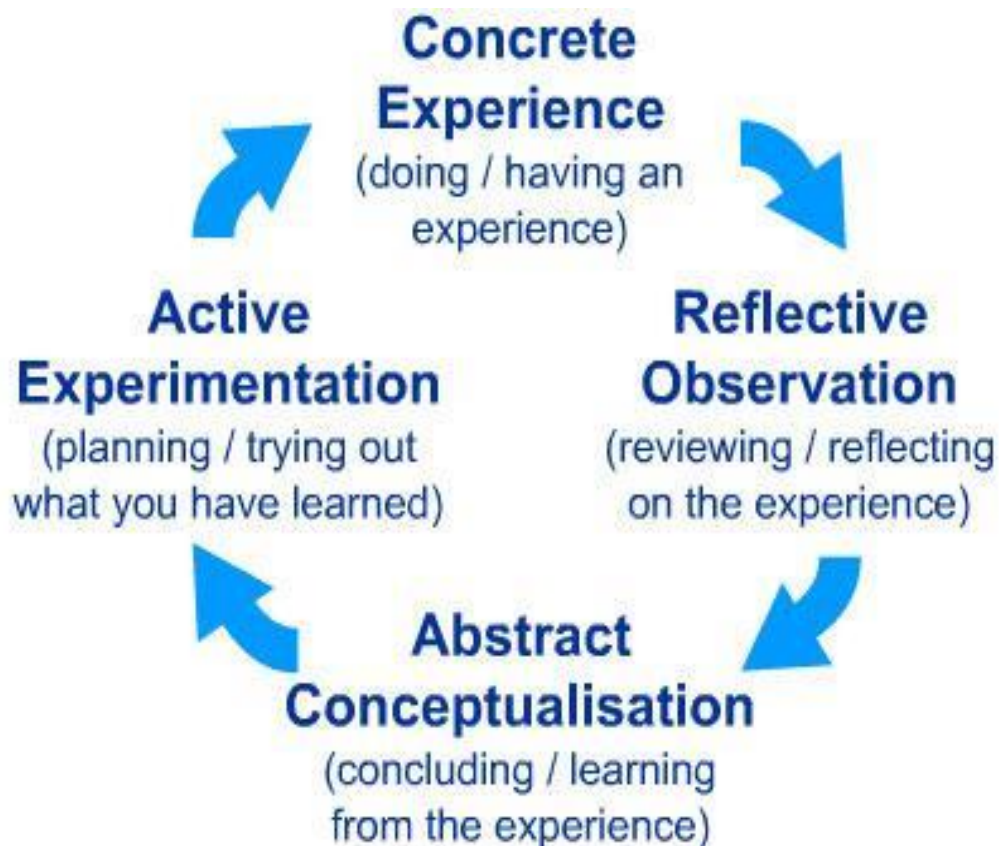 Concrete
Experience
(doing / having an
experience)
Reflective
Observation
(reviewing / reflecting
on the experience)
Abstract
Conceptualisation
(concluding / learning
from the experience)
Active
Experimentation
(planning / trying out
what you have learned)